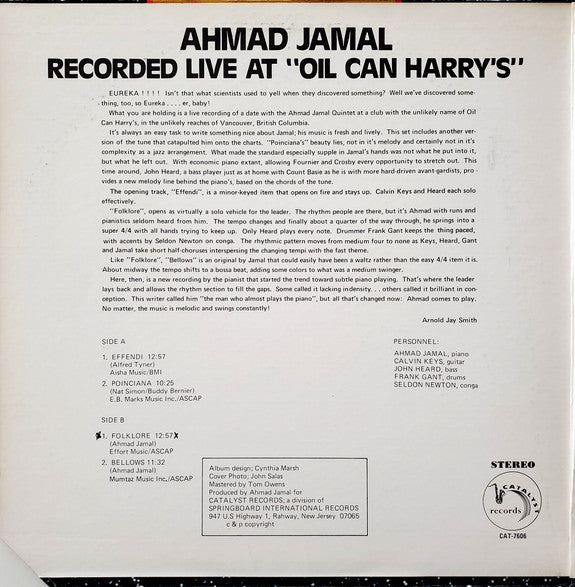 AHMAD JAMAL
RECORDED LIVE AT "OIL CAN HARRY'S"
EUREKA ! ! ! ! Isn't that what scientists used to yell when they discovered something? Well we've discovered some-
thing, too, so Eureka . . . . er, baby!
What you are holding is a live recording of a date with the Ahmad Jamal Quintet at a club with the unlikely name of Oil
Can Harry's, in the unlikely reaches of Vancouver, British Columbia.
It's always an easy task to write something nice about Jamal; his music is fresh and lively. This set includes another ver-
sion of the tune that catapulted him onto the charts. "Poinciana's" beauty lies, not in it's melody and certainly not in it's
complexity as a jazz arrangement. What made the standard especially supple in Jamal's hands was not what he put into it,
but what he left out. With economic piano extant, allowing Fournier and Crosby every opportunity to stretch out. This
time around, John Heard, a bass player just as at home with Count Basie as he is with more hard-driven avant-gardists, pro-
vides a new melody line behind the piano's, based on the chords of the tune.
The opening track, "Effendi", is a minor-keyed item that opens on fire and stays up. Calvin Keys and Heard each solo
effectively.
"Folklore", opens as virtually a solo vehicle for the leader. The rhythm people are there, but it's Ahmad with runs and
pianistics seldom heard from him. The tempo changes and finally about a quarter of the way through, he springs into a
super 4/4 with all hands trying to keep up. Only Heard plays every note. Drummer Frank Gant keeps the thing paced,
with accents by Seldon Newton on conga. The rhythmic pattern moves from medium four to none as Keys, Heard, Gant
and Jamal take short half-choruses interspersing the changing tempi with the fast theme.
Like "Folklore", "Bellows" is an original by Jamal that could easily have been a waltz rather than the easy 4/4 item it is.
About midway the tempo shifts to a bossa beat, adding some colors to what was a medium swinger.
Here, then, is a new recording by the pianist that started the trend toward subtle piano playing. That's where the leader
lays back and allows the rhythm section to fill the gaps. Some called it lacking indensity. . . others called it brilliant in con-
ception. This writer called him "the man who almost plays the piano", but all that's changed now: Ahmad comes to play.
No matter, the music is melodic and swings constantly!
Arnold Jay Smith
SIDE A
1. EFFENDI 12:57
(Alfred Tyner)
Aisha Music/BMI
2. POINCIANA 10:25
(Nat Simon/Buddy Bernier)
E.B. Marks Music Inc./ASCAP
SIDE B
1. FOLKLORE 12:57
(Ahmad Jamal)
Effort Music/ASCAP
2. BELLOWS 11:32
(Ahmad Jamal)
Mumtaz Music Inc./ASCAP
PERSONNEL:
AHMAD JAMAL, piano
CALVIN KEYS, guitar
JOHN HEARD, bass
FRANK GANT, drums
SELDON NEWTON, conga
Album design; Cynthia Marsh
Cover Photo; John Salas
Mastered by Tom Owens
Produced by Ahmad Jamal for
CATALYST RECORDS; a division of
SPRINGBOARD INTERNATIONAL RECORDS
947 U.S Highway 1, Rahway, New Jersey 07065
c & p copyright
STEREO
CATALYST
records
CAT-7606